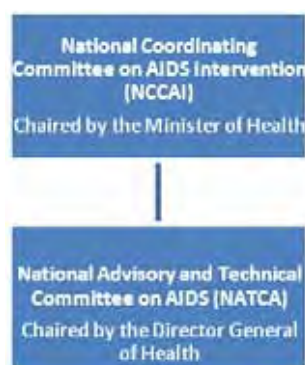 National Coordinating
Committee on AIDS Intervention
(NCCAI)
Chaired by the Minister of Health
National Advisory and Technical
Committee on AIDS (NATCA)
Chaired by the Director General
of Health